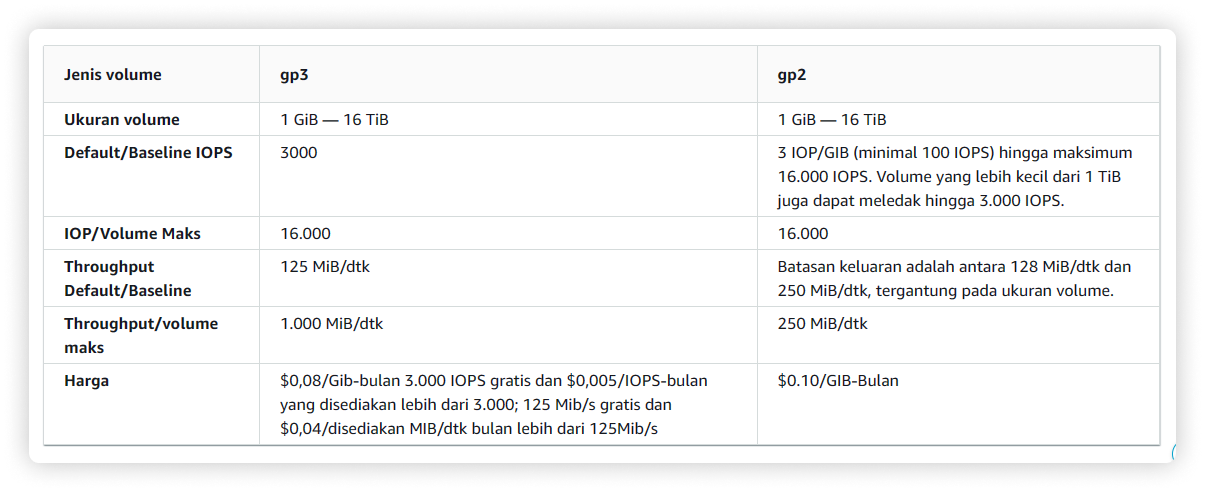 Jenis volume
gp3
gp2
Ukuran volume
1 GiB — 16 TiB
1 GiB — 16 TiB
Default/Baseline IOPS
3000
3 IOP/GIB (minimal 100 IOPS) hingga maksimum
16.000 IOPS. Volume yang lebih kecil dari 1 TiB
juga dapat meledak hingga 3.000 IOPS.
IOP/Volume Maks
16.000
16.000
Throughput
Default/Baseline
125 MiB/dtk
Batasan keluaran adalah antara 128 MiB/dtk dan
250 MiB/dtk, tergantung pada ukuran volume.
Throughput/volume
maks
1.000 MiB/dtk
250 MiB/dtk
Harga
$0,08/Gib-bulan 3.000 IOPS gratis dan $0,005/IOPS-bulan
yang disediakan lebih dari 3.000; 125 Mib/s gratis dan
$0,04/disediakan MIB/dtk bulan lebih dari 125Mib/s
$0.10/GIB-Bulan